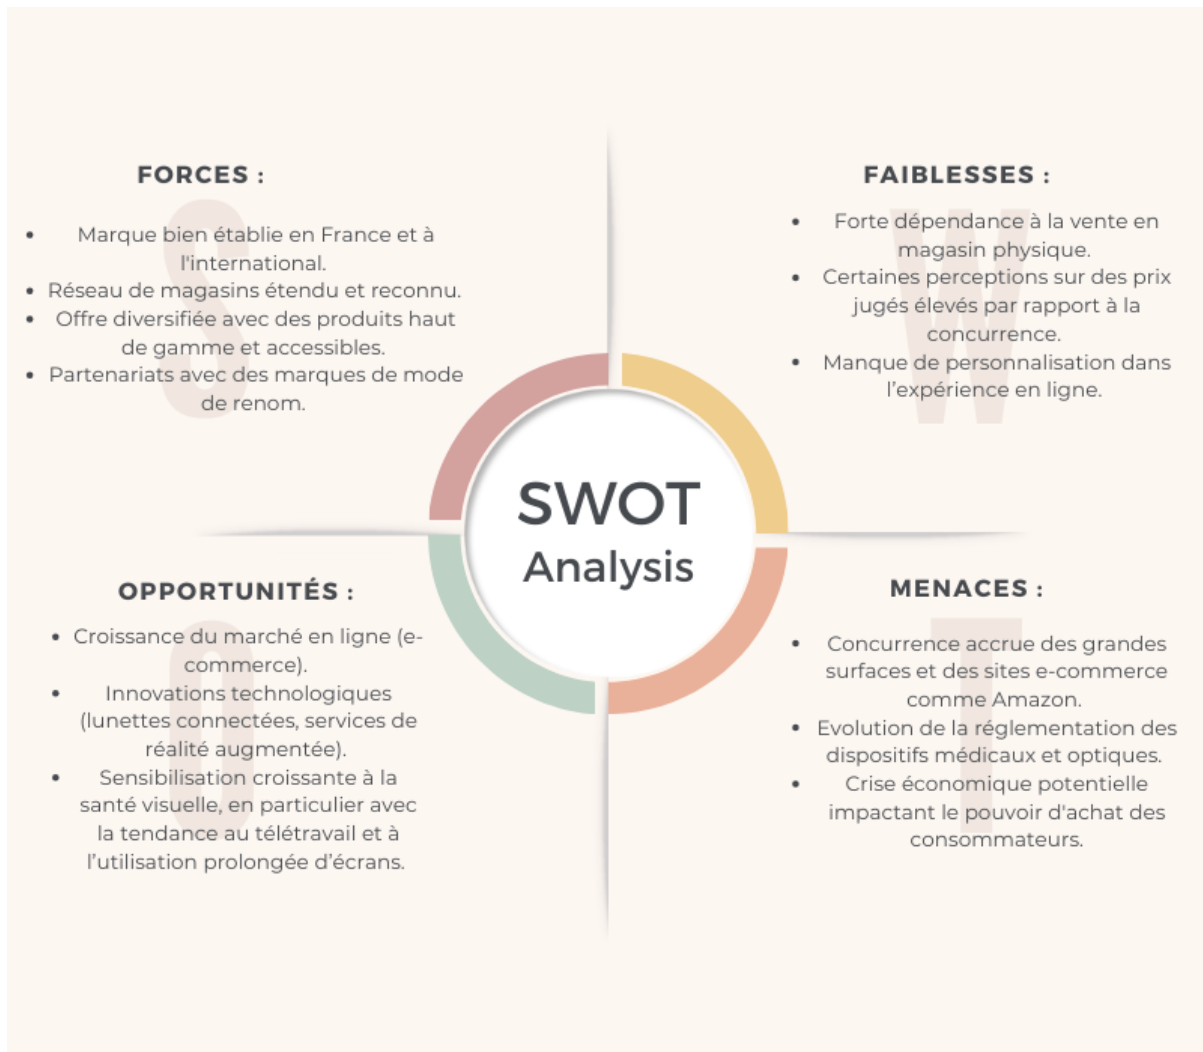 FORCES :
• Marque bien établie en France et à
l'international.
• Réseau de magasins étendu et reconnu.
• Offre diversifiée avec des produits haut
de gamme et accessibles.
• Partenariats avec des marques de mode
de renom.
S
FAIBLESSES :
• Forte dépendance à la vente en
magasin physique.
• Certaines perceptions sur des prix
jugés élevés par rapport à la
concurrence.
• Manque de personnalisation dans
l’expérience en ligne.
W
SWOT
Analysis
OPPORTUNITÉS :
• Croissance du marché en ligne (e-
commerce).
• Innovations technologiques
(lunettes connectées, services de
réalité augmentée).
• Sensibilisation croissante à la
santé visuelle, en particulier avec
la tendance au télétravail et à
l’utilisation prolongée d’écrans.
O
MENACES :
• Concurrence accrue des grandes
surfaces et des sites e-commerce
comme Amazon.
• Evolution de la réglementation des
dispositifs médicaux et optiques.
• Crise économique potentielle
impactant le pouvoir d'achat des
consommateurs.
T